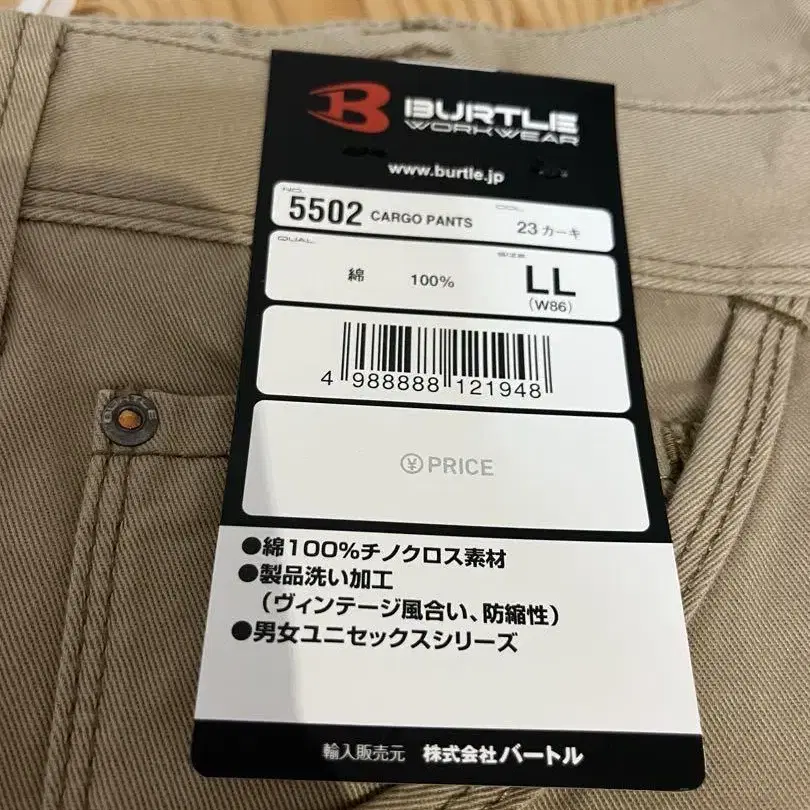 BURTLE
WORKWEAR
www.burtle.jp
NO. COL.
5502 CARGO PANTS 23 カーキ
QUAL. SIZE
綿 100% LL
(W86)
4 988888 121948
¥PRICE
●綿100%チノクロス素材
●製品洗い加工
(ヴィンテージ風合い、防縮性)
●男女ユニセックスシリーズ
輸入販売元 株式会社バートル